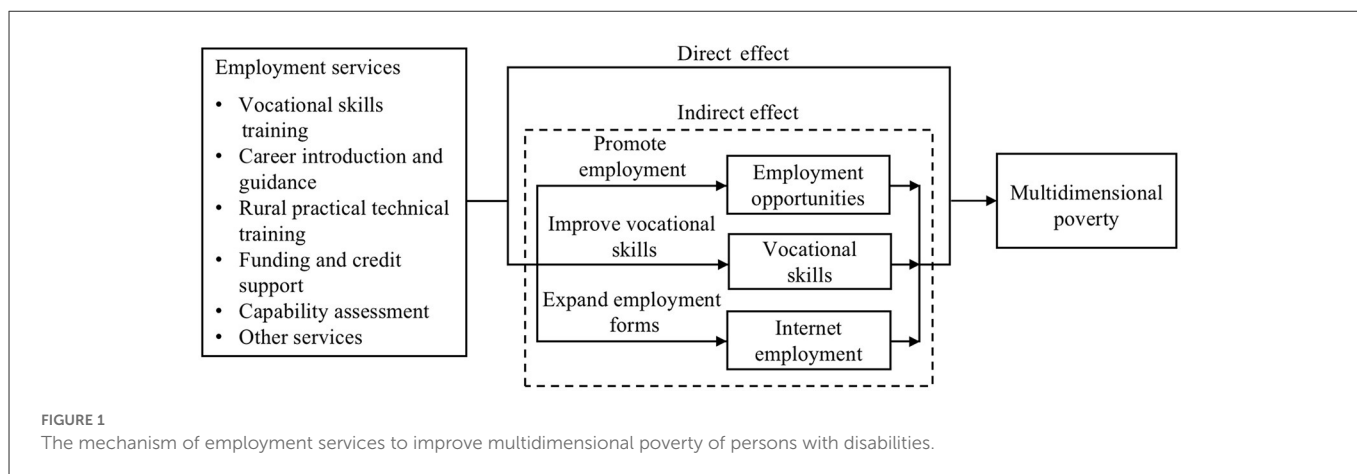 Employment services
• Vocational skills
training
• Career introduction and
guidance
• Rural practical technical
training
• Funding and credit
support
• Capability assessment
• Other services
Direct effect
Indirect effect
Promote
employment
Employment
opportunities
Improve vocational
skills
Vocational
skills
Expand employment
forms
Internet
employment
Multidimensional
poverty
FIGURE 1
The mechanism of employment services to improve multidimensional poverty of persons with disabilities.